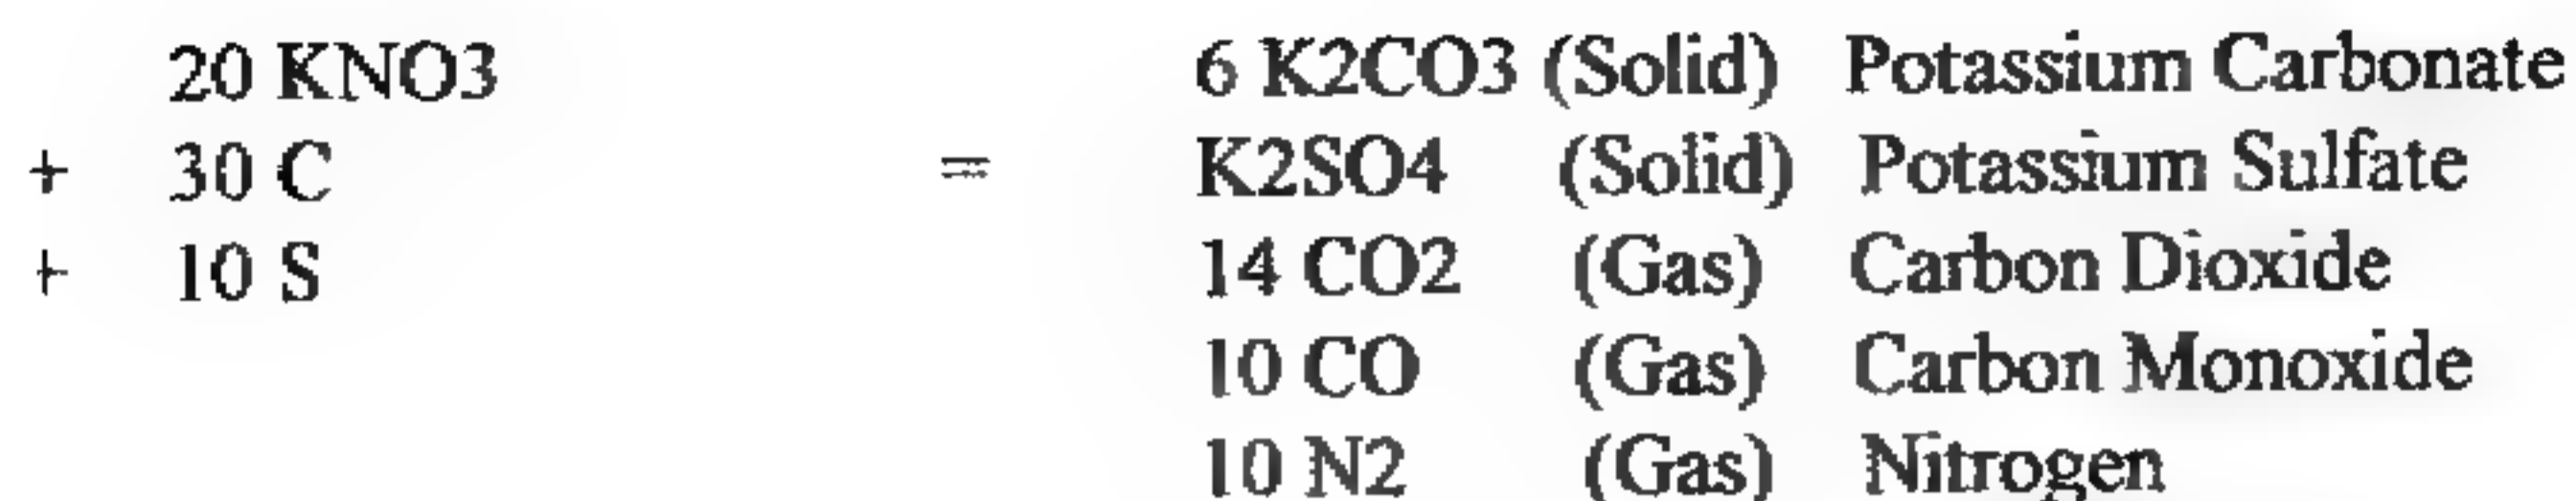 20 KNO3 6 K2CO3 (Solid) Potassium Carbonate
+ 30 C = K2SO4 (Solid) Potassium Sulfate
+ 10 S 14 CO2 (Gas) Carbon Dioxide
10 CO (Gas) Carbon Monoxide
10 N2 (Gas) Nitrogen